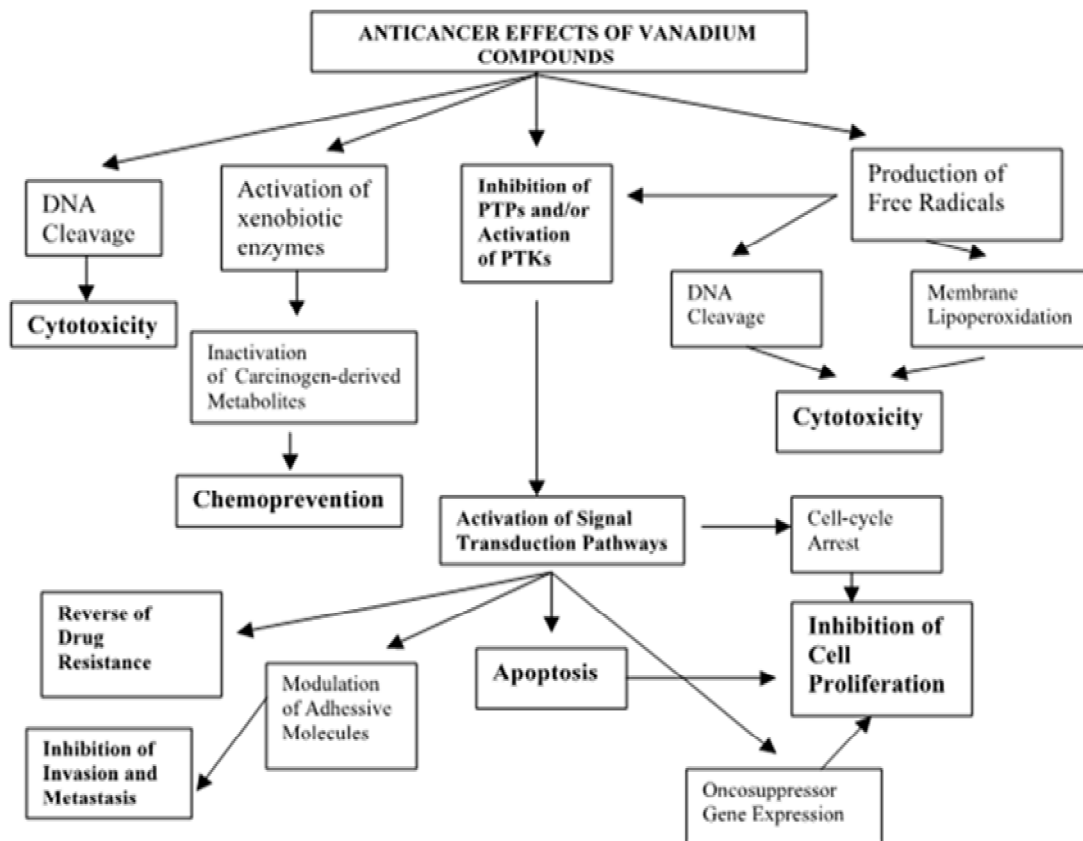 ANTICANCER EFFECTS OF VANADIUM
COMPOUNDS
DNA
Cleavage
Activation of
xenobiotic
enzymes
Inhibition of
PTPs and/or
Activation
of PTKs
Production of
Free Radicals
Cytotoxicity
DNA
Cleavage
Membrane
Lipoperoxidation
Inactivation
of Carcinogen-derived
Metabolites
Cytotoxicity
Chemoprevention
Activation of Signal
Transduction Pathways
Cell-cycle
Arrest
Reverse of
Drug
Resistance
Modulation
of Adhessive
Molecules
Apoptosis
Inhibition of
Cell
Proliferation
Inhibition of
Invasion and
Metastasis
Oncosuppressor
Gene Expression